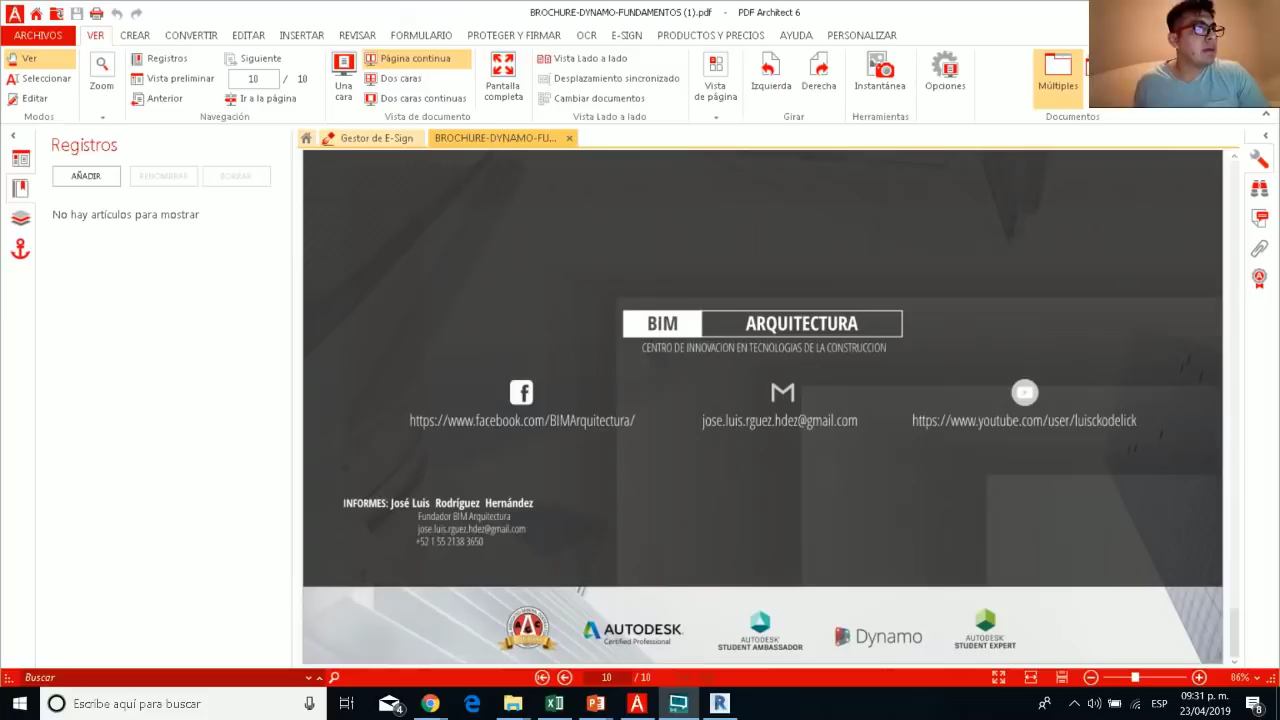 BROCHURE-DYNAMO-FUNDAMENTOS (1).pdf - PDF Architect 6
ARCHIVOS VER CREAR CONVERTIR EDITAR INSERTAR REVISAR FORMULARIO PROTEGER Y FIRMAR OCR E-SIGN PRODUCTOS Y PRECIOS AYUDA PERSONALIZAR
Ver
Seleccionar
Editar
Modos
Zoom
Registros
Siguiente
Vista preliminar
10 / 10
Anterior
Ir a la página
Navegación
Una cara
Página continua
Dos caras
Dos caras continuas
Vista de documento
Pantalla completa
Vista Lado a lado
Desplazamiento sincronizado
Cambiar documentos
Vista Lado a lado
Vista de página
Izquierda
Derecha
Girar
Instantánea
Herramientas
Opciones
Múltiples
Documentos
Gestor de E-Sign
BROCHURE-DYNAMO-FU...
Registros
AÑADIR RENOMBRAR BORRAR
No hay artículos para mostrar
BIM ARQUITECTURA
CENTRO DE INNOVACION EN TECNOLOGIAS DE LA CONSTRUCCION
https://www.facebook.com/BIMArquitectura/
jose.luis.rguez.hdez@gmail.com
https://www.youtube.com/user/luisckodelick
INFORMES: José Luis Rodríguez Hernández
Fundador BIM Arquitectura
jose.luis.rguez.hdez@gmail.com
+52 1 55 2138 3650
AUTODESK.
Certified Professional
AUTODESK
STUDENT AMBASSADOR
Dynamo
AUTODESK
STUDENT EXPERT
Buscar
10 / 10
86%
Escribe aquí para buscar
4
ESP
09:31 p. m.
23/04/2019
8